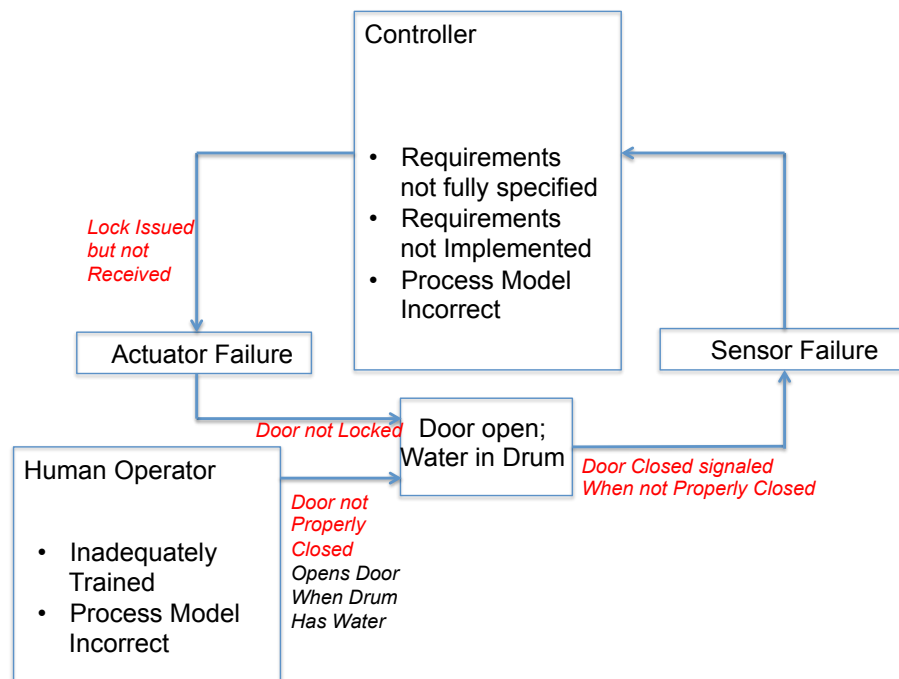 Controller
• Requirements
not fully specified
• Requirements
not Implemented
• Process Model
Incorrect
Lock Issued
but not
Received
Actuator Failure
Sensor Failure
Door not Locked
Door open;
Water in Drum
Door Closed signaled
When not Properly Closed
Human Operator
• Inadequately
Trained
• Process Model
Incorrect
Door not
Properly
Closed
Opens Door
When Drum
Has Water